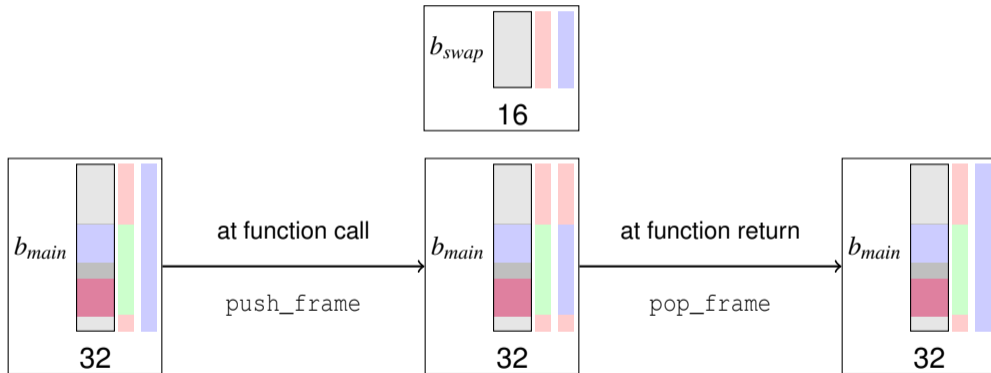 b_swap
16
b_main
32
at function call
push_frame
b_main
32
at function return
pop_frame
b_main
32